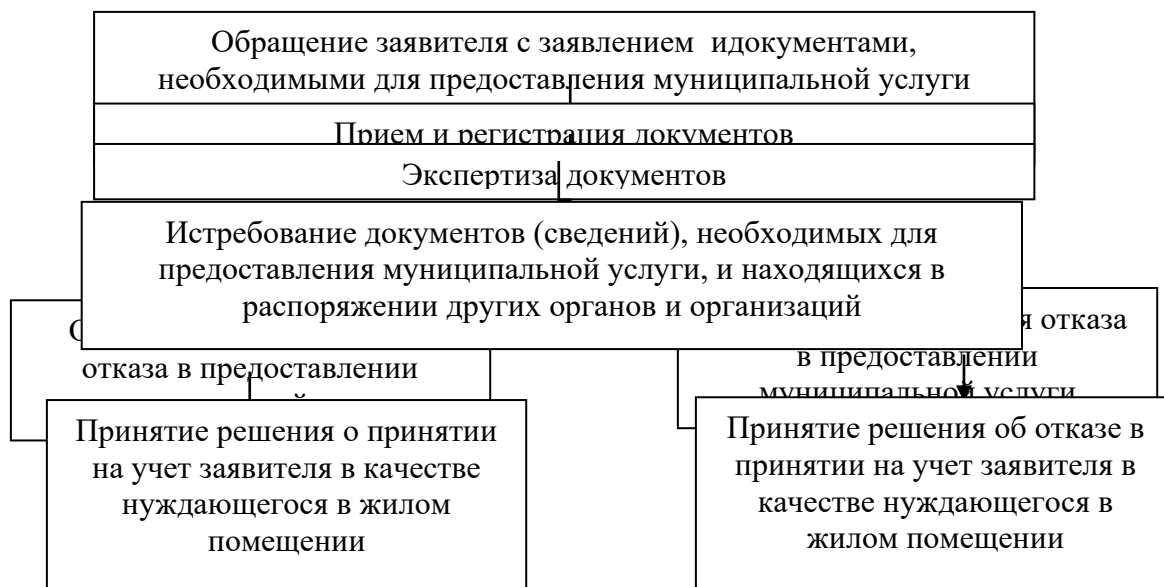 Обращение заявителя с заявлением идокументами,
необходимыми для предоставления муниципальной услуги
Прием и регистрация документов
Экспертиза документов
Истребование документов (сведений), необходимых для
предоставления муниципальной услуги, и находящихся в
распоряжении других органов и организаций
отказа в предоставлении
отказа
в предоставлении
муниципальной услуги
Принятие решения о принятии
на учет заявителя в качестве
нуждающегося в жилом
помещении
Принятие решения об отказе в
принятии на учет заявителя в
качестве нуждающегося в
жилом помещении